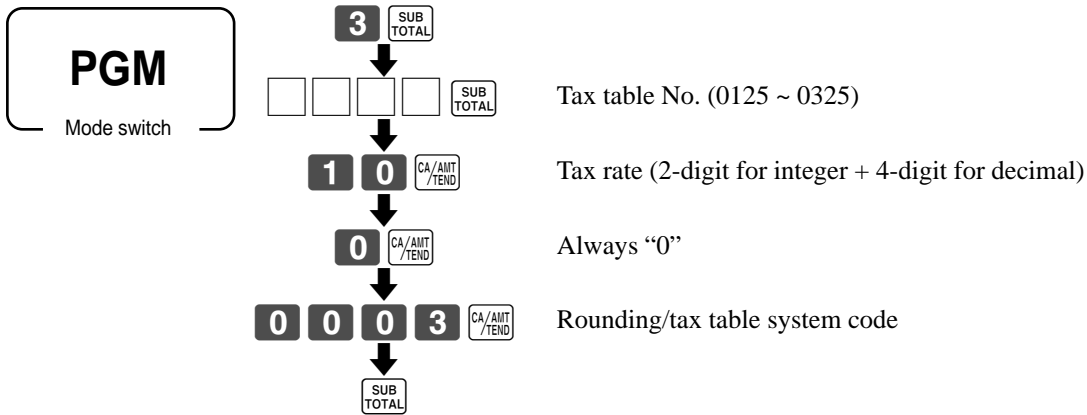 PGM
Mode switch
3 SUB TOTAL
SUB TOTAL Tax table No. (0125 ~ 0325)
1 0 CA/AMT /TEND Tax rate (2-digit for integer + 4-digit for decimal)
0 CA/AMT /TEND Always “0”
0 0 0 3 CA/AMT /TEND Rounding/tax table system code
SUB TOTAL